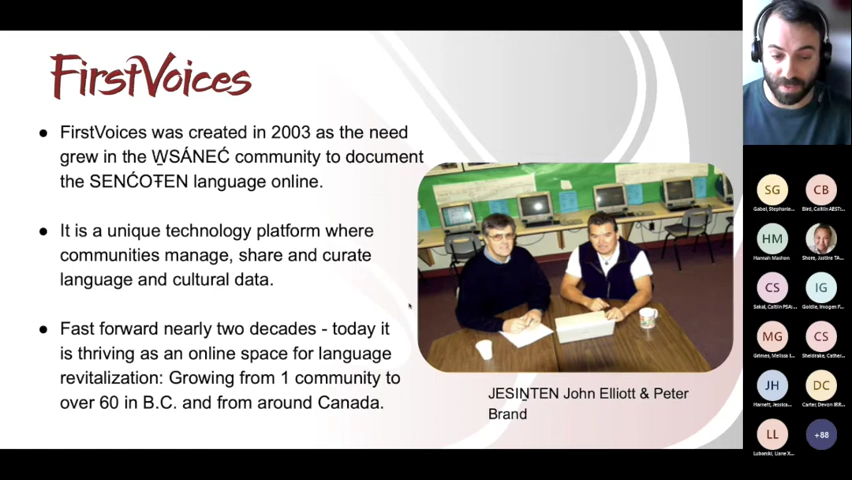 FirstVoices
● FirstVoices was created in 2003 as the need
grew in the W̱SÁNEĆ community to document
the SENĆOŦEN language online.
● It is a unique technology platform where
communities manage, share and curate
language and cultural data.
● Fast forward nearly two decades - today it
is thriving as an online space for language
revitalization: Growing from 1 community to
over 60 in B.C. and from around Canada.
JESIṈTEN John Elliott & Peter
Brand
SG
CB
Gabel, Stephanie...
Bird, Caitlin AEST:...
HM
Hannah Mashon
Shore, Justine TA...
CS
IG
Sakal, Caitlin PSA:...
Goldie, Imogen F...
MG
CS
Grimes, Melissa I...
Sheldrake, Cather...
JH
DC
Harnett, Jessica...
Carter, Devon IRR...
LL
+88
Lubonski, Liane X...